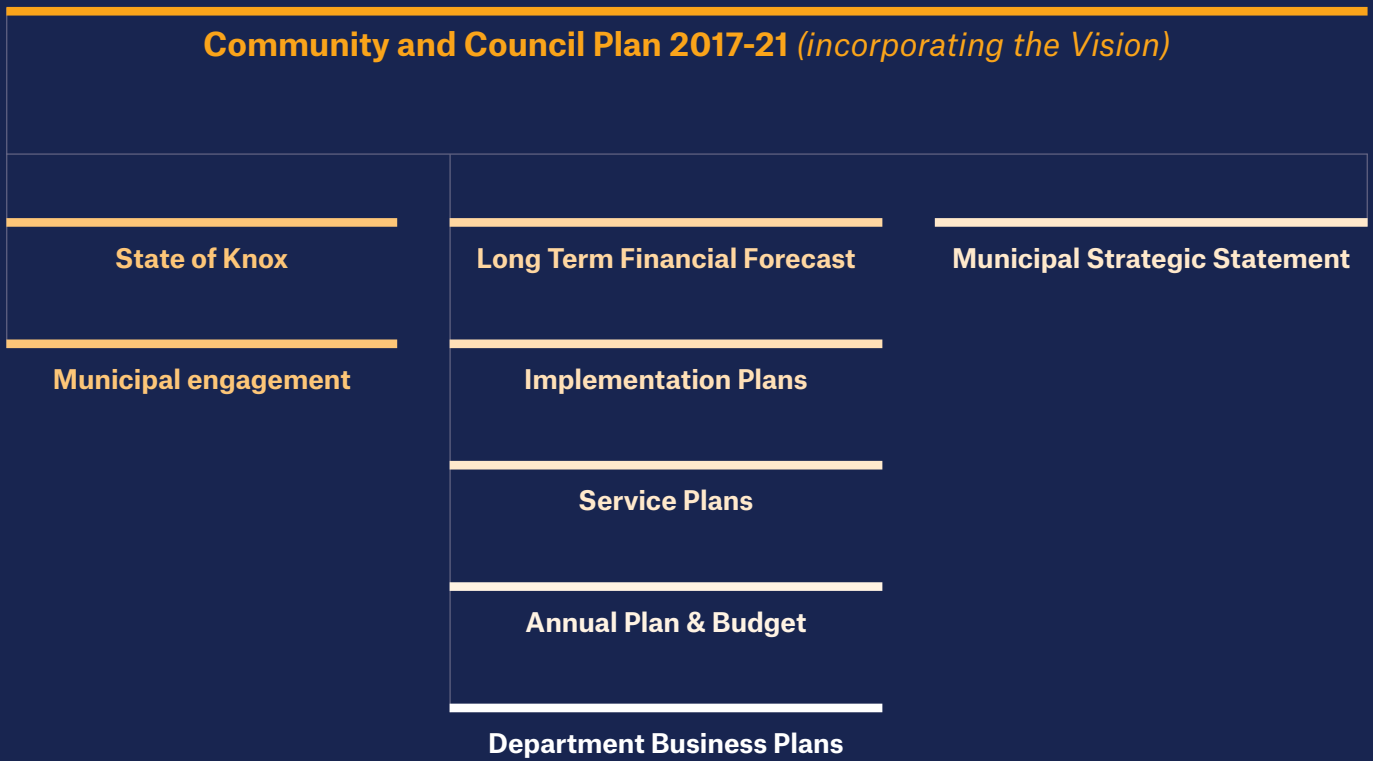 Community and Council Plan 2017-21 (incorporating the Vision)
State of Knox
Municipal engagement
Long Term Financial Forecast
Implementation Plans
Service Plans
Annual Plan & Budget
Department Business Plans
Municipal Strategic Statement